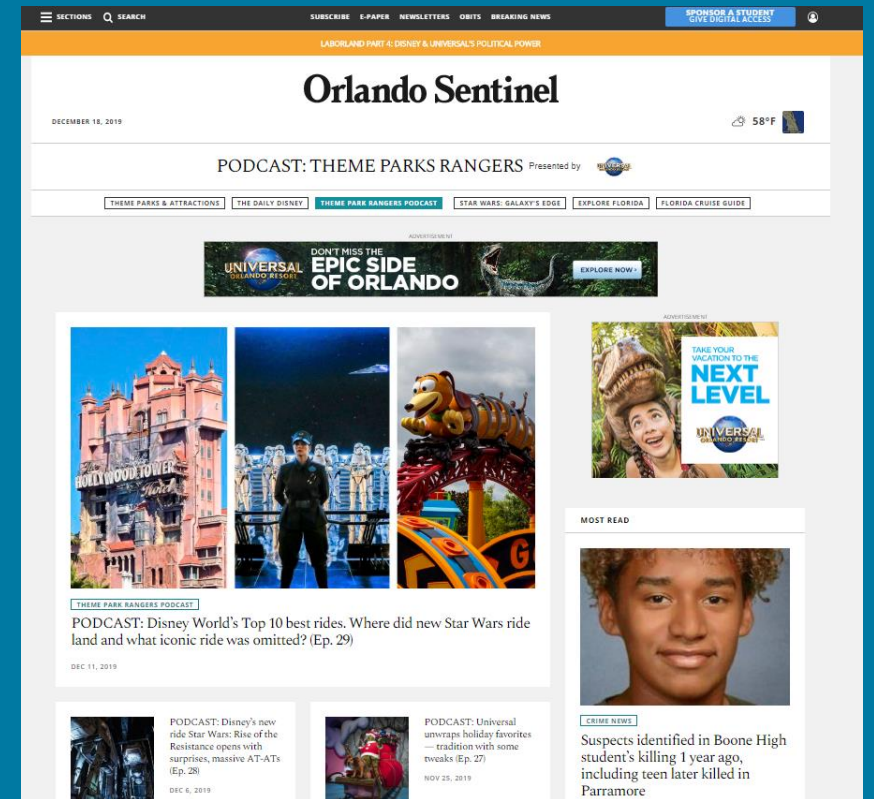 SECTIONS SEARCH SUBSCRIBE E-PAPER NEWSLETTERS OBITS BREAKING NEWS SPONSOR A STUDENT
GIVE DIGITAL ACCESS
LABORLAND PART 4: DISNEY & UNIVERSAL'S POLITICAL POWER
Orlando Sentinel
DECEMBER 18, 2019 58°F
PODCAST: THEME PARKS RANGERS Presented by UNIVERSAL
THEME PARKS & ATTRACTIONS THE DAILY DISNEY THEME PARK RANGERS PODCAST STAR WARS: GALAXY'S EDGE EXPLORE FLORIDA FLORIDA CRUISE GUIDE
ADVERTISEMENT
UNIVERSAL
ORLANDO RESORT
DON'T MISS THE
EPIC SIDE
OF ORLANDO
EXPLORE NOW ›
ADVERTISEMENT
TAKE YOUR
VACATION TO THE
NEXT
LEVEL
UNIVERSAL
ORLANDO RESORT
HOLLYWOOD TOWER
Hotel
THEME PARK RANGERS PODCAST
PODCAST: Disney World's Top 10 best rides. Where did new Star Wars ride
land and what iconic ride was omitted? (Ep. 29)
DEC 11, 2019
PODCAST: Disney's new
ride Star Wars: Rise of the
Resistance opens with
surprises, massive AT-ATs
(Ep. 28)
DEC 6, 2019
PODCAST: Universal
unwraps holiday favorites
— tradition with some
tweaks (Ep. 27)
NOV 25, 2019
MOST READ
CRIME NEWS
Suspects identified in Boone High
student's killing 1 year ago,
including teen later killed in
Parramore